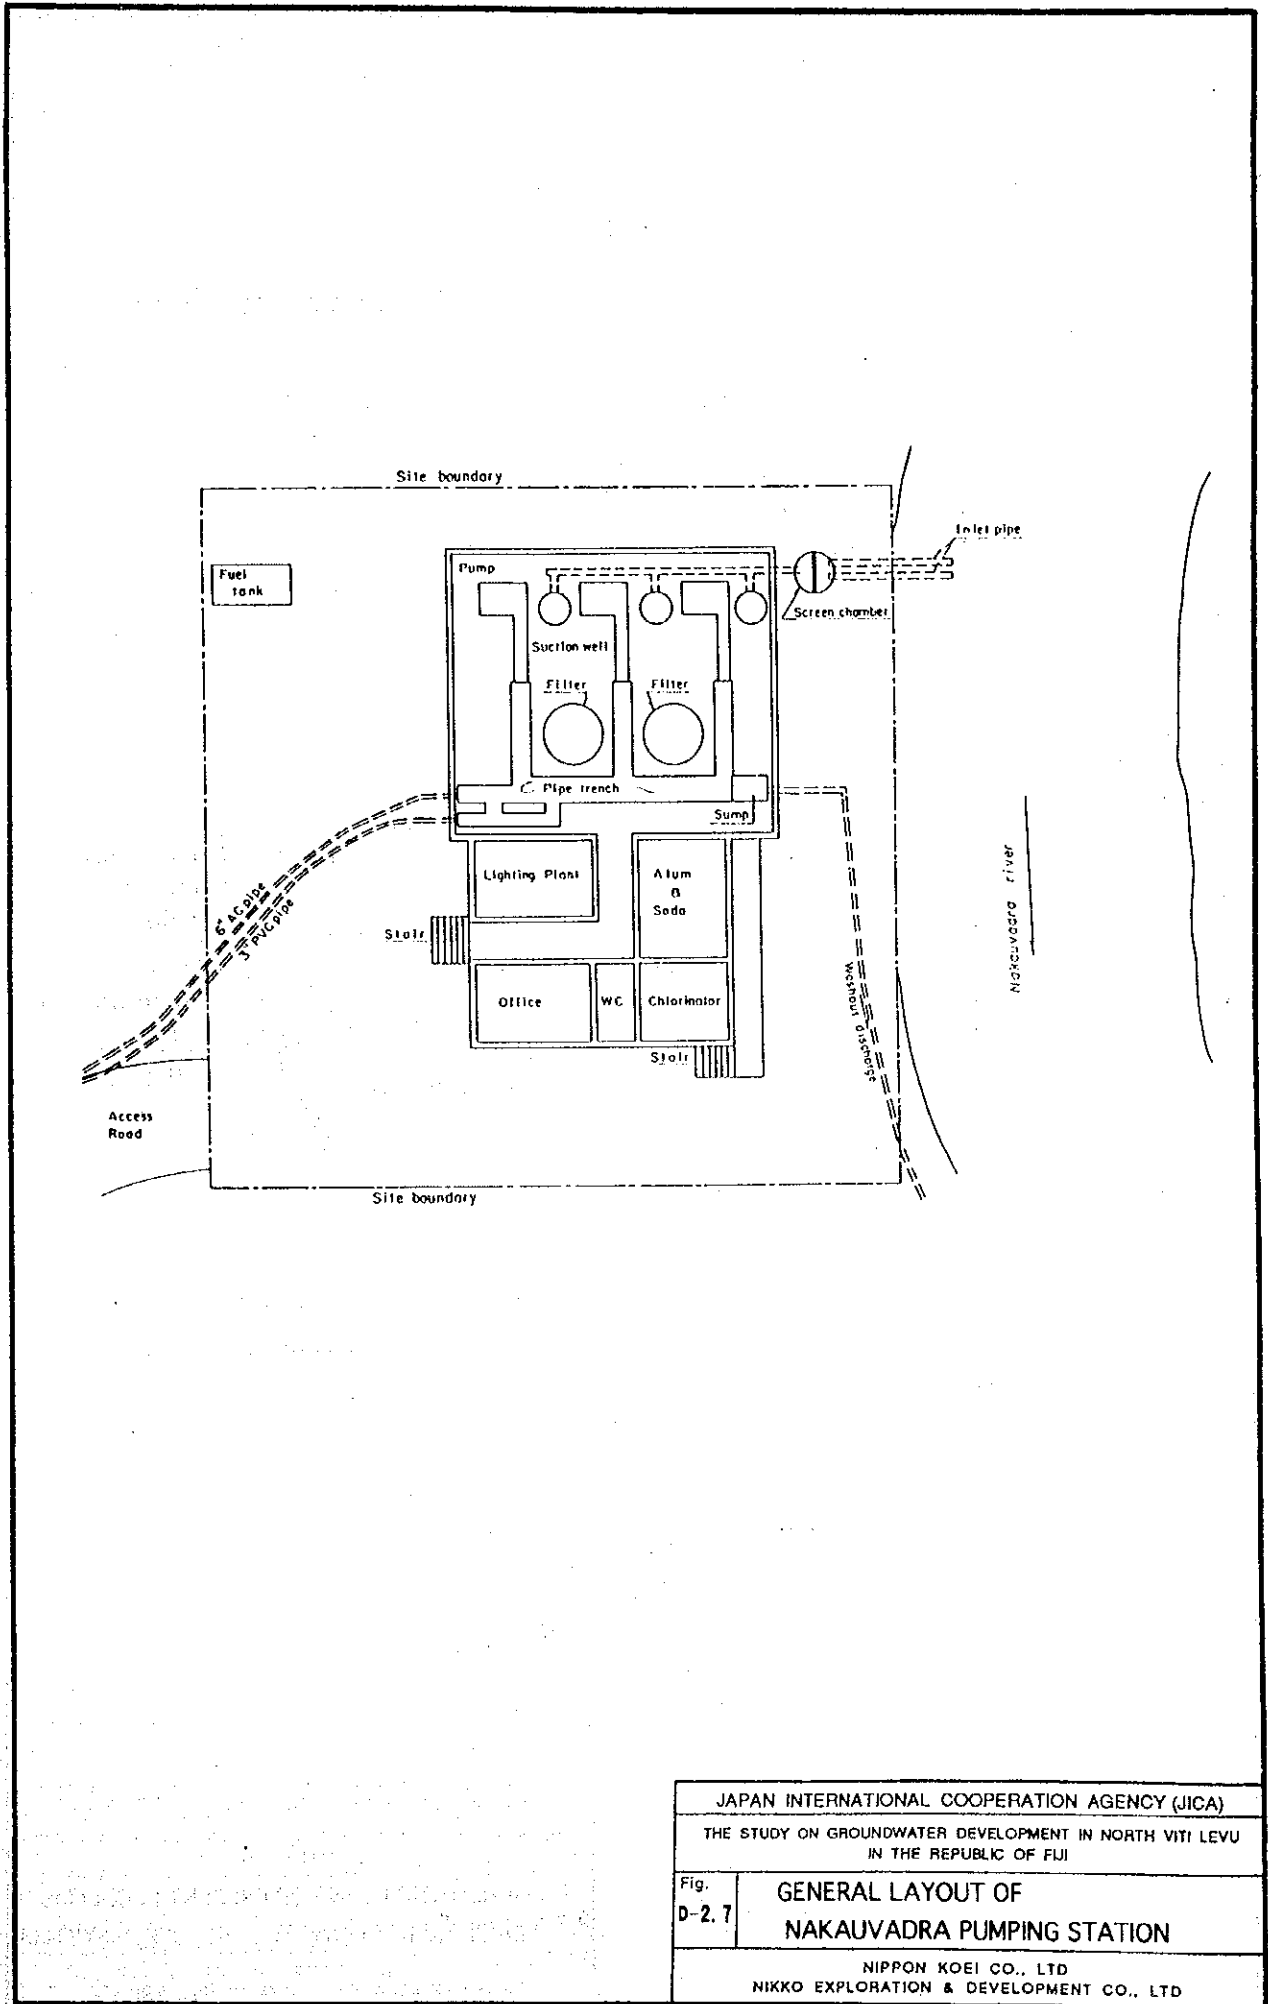 Site boundary
Inlet pipe
Fuel
tank
Pump
Screen chamber
Suction well
Filter
Filter
Pipe trench
Sump
Lighting Plant
Alum
&
Soda
Nakauvadra river
6" AC pipe
3" PVC pipe
Stair
Office
WC
Chlorinator
Washout discharge
Stair
Access
Road
Site boundary
JAPAN INTERNATIONAL COOPERATION AGENCY (JICA)
THE STUDY ON GROUNDWATER DEVELOPMENT IN NORTH VITI LEVU
IN THE REPUBLIC OF FIJI
Fig.
D-2.7
GENERAL LAYOUT OF
NAKAUVADRA PUMPING STATION
NIPPON KOEI CO., LTD
NIKKO EXPLORATION & DEVELOPMENT CO., LTD